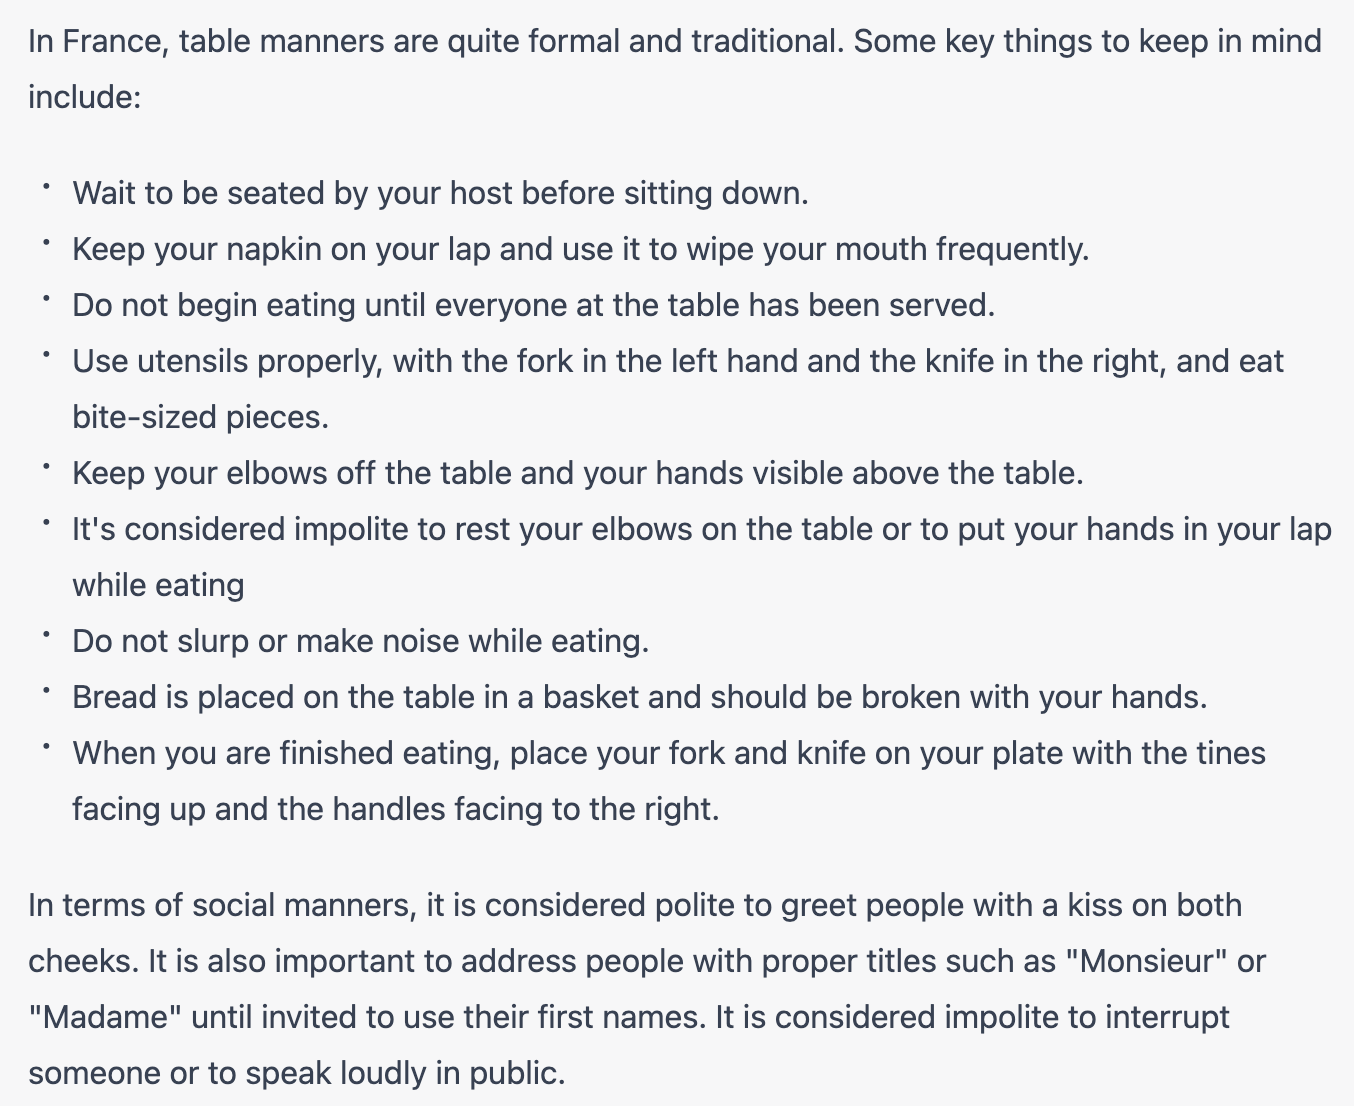 In France, table manners are quite formal and traditional. Some key things to keep in mind
include:
• Wait to be seated by your host before sitting down.
• Keep your napkin on your lap and use it to wipe your mouth frequently.
• Do not begin eating until everyone at the table has been served.
• Use utensils properly, with the fork in the left hand and the knife in the right, and eat
bite-sized pieces.
• Keep your elbows off the table and your hands visible above the table.
• It's considered impolite to rest your elbows on the table or to put your hands in your lap
while eating
• Do not slurp or make noise while eating.
• Bread is placed on the table in a basket and should be broken with your hands.
• When you are finished eating, place your fork and knife on your plate with the tines
facing up and the handles facing to the right.
In terms of social manners, it is considered polite to greet people with a kiss on both
cheeks. It is also important to address people with proper titles such as "Monsieur" or
"Madame" until invited to use their first names. It is considered impolite to interrupt
someone or to speak loudly in public.